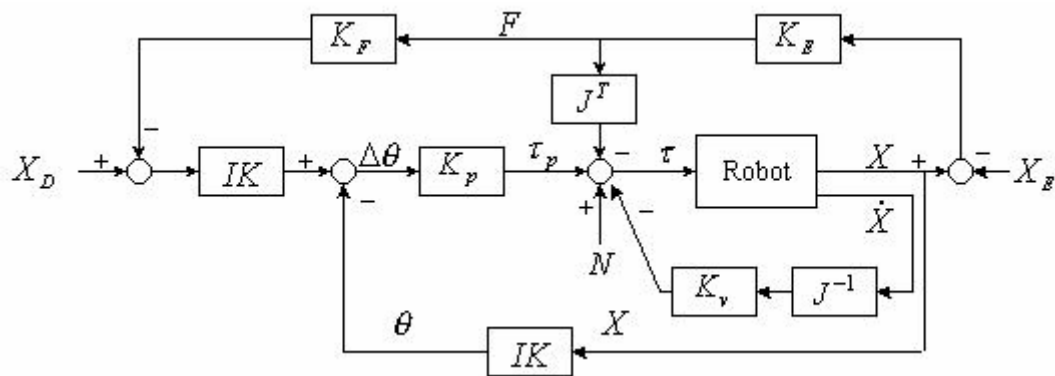 K_F
F
K_E
J^T
−
X_D
+
IK
+
Δθ
−
K_p
τ_p
−
+
N
τ
Robot
X
+
−
X_E
Ẋ
−
K_v
J^{-1}
θ
IK
X